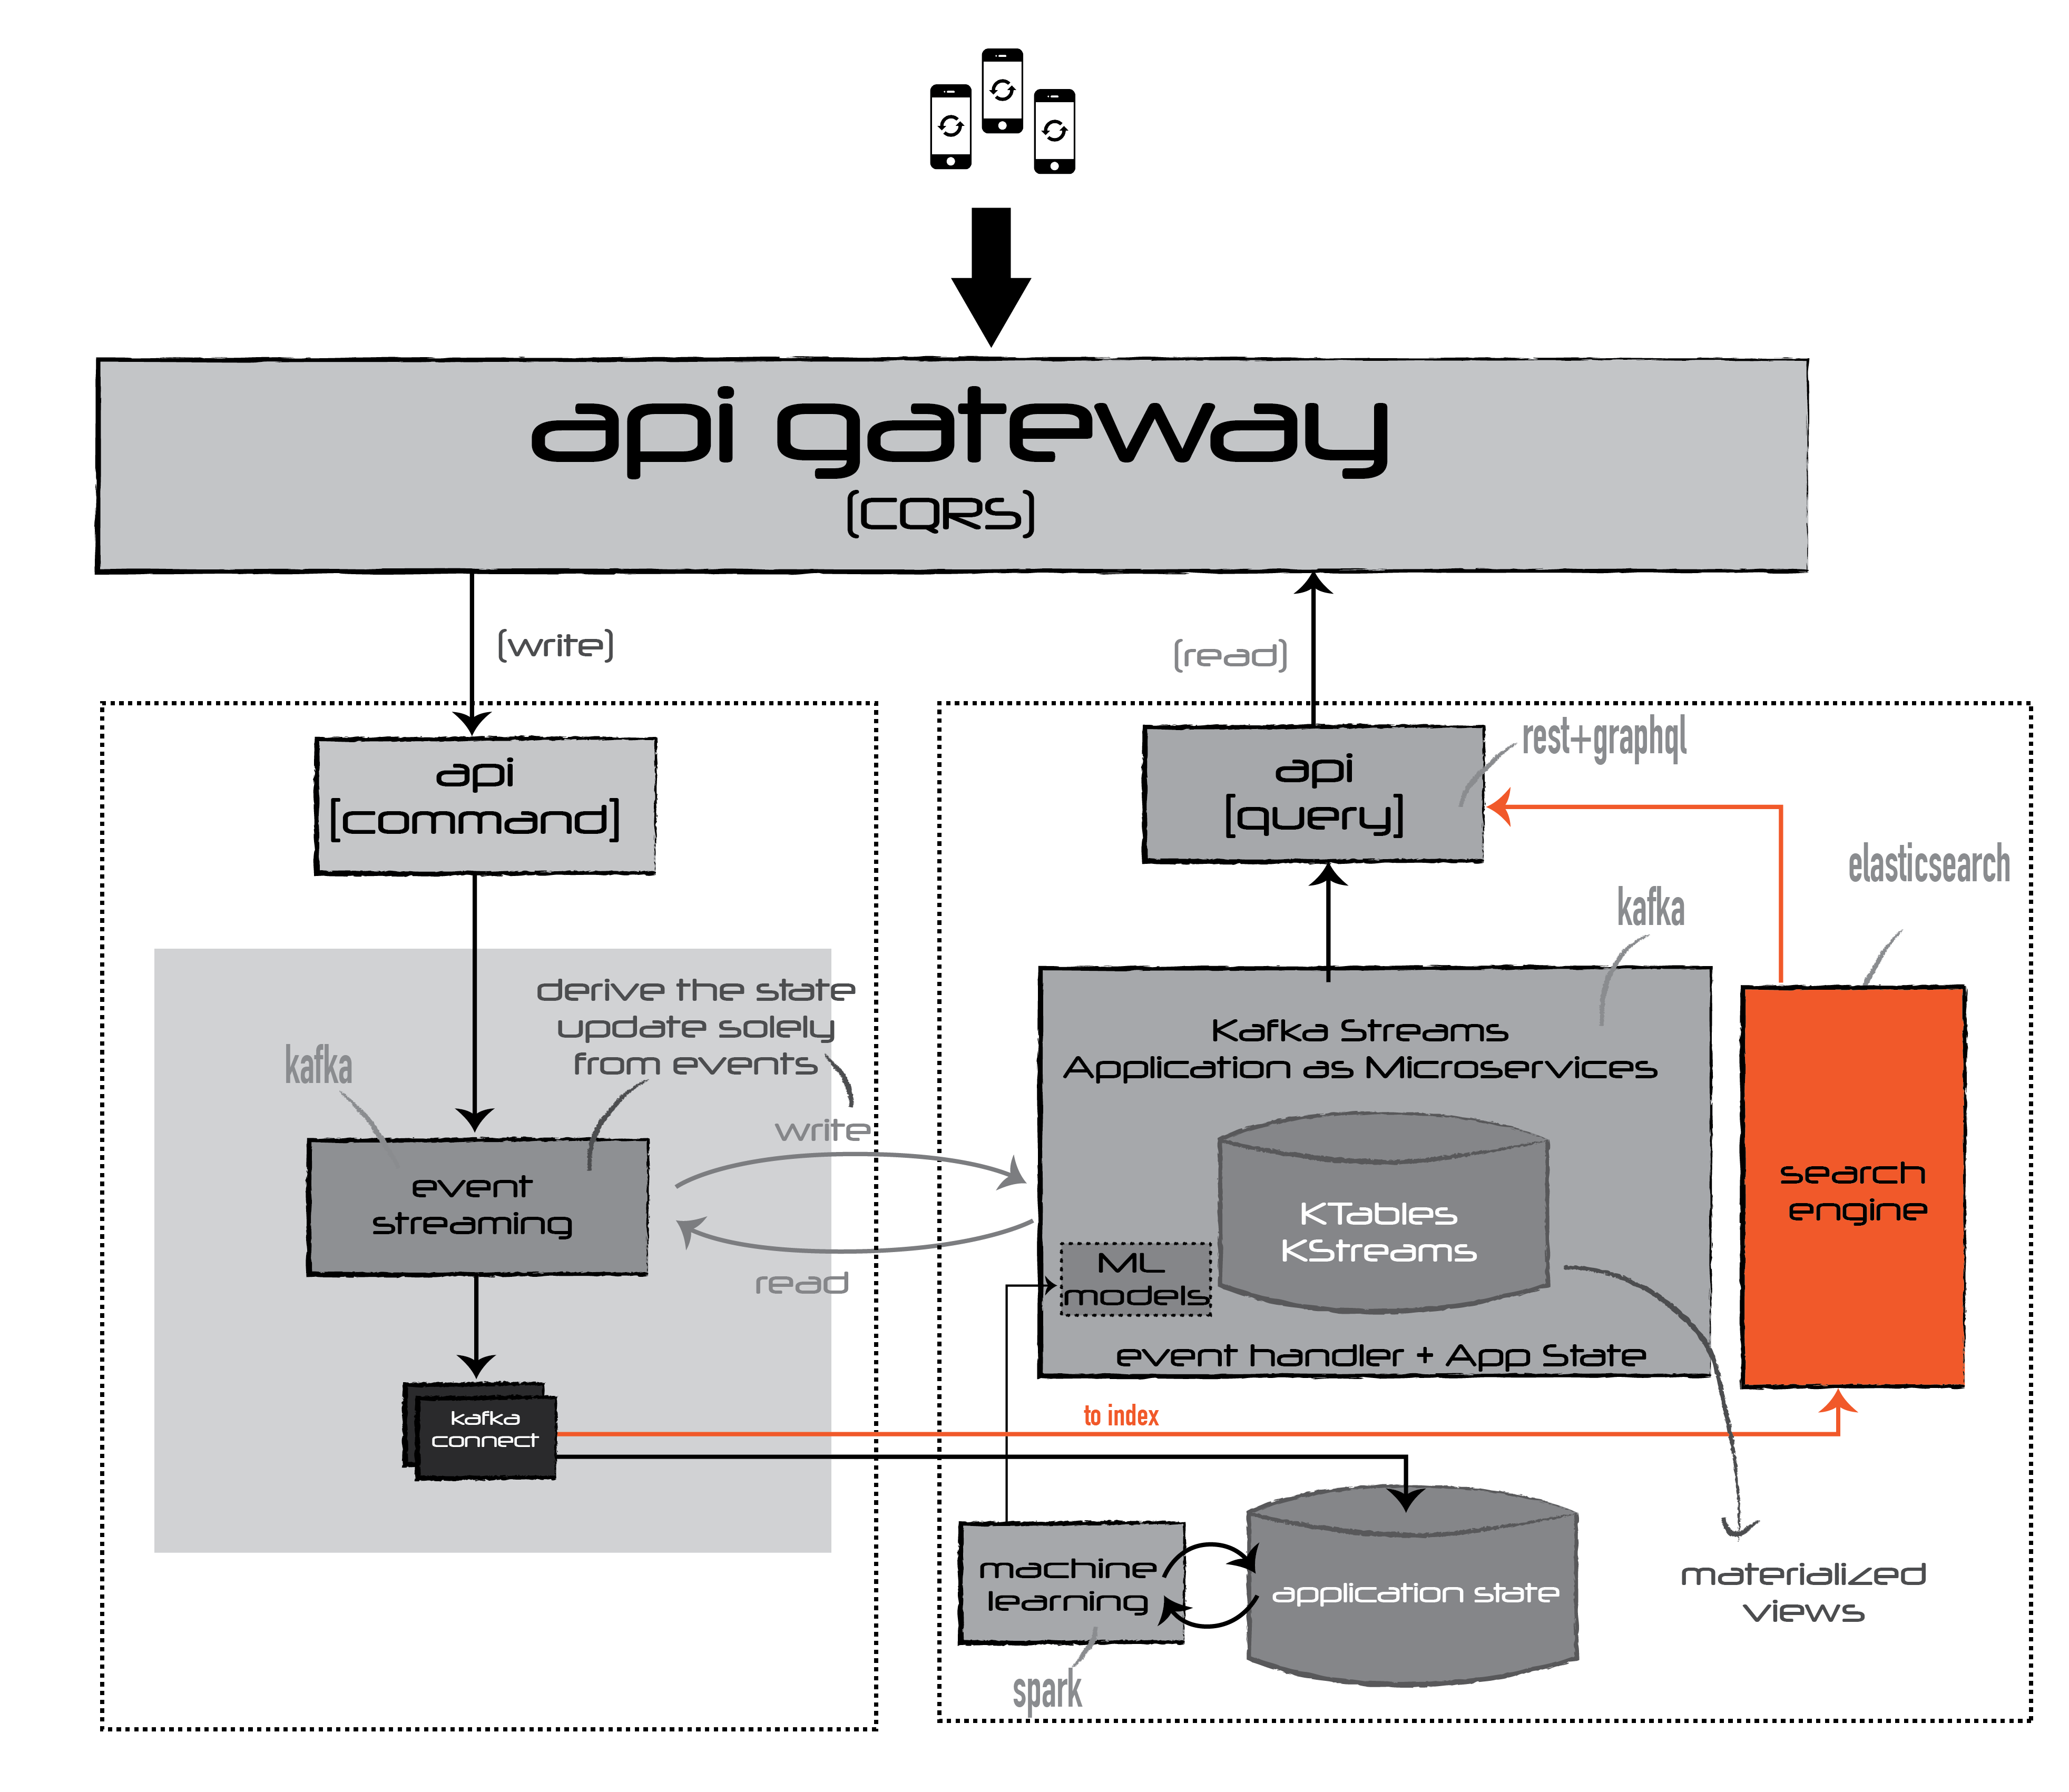 api gateway
(CQRS)
(write)
(read)
api
[command]
api
[query]
rest+graphql
elasticsearch
kafka
derive the state
update solely
from events
kafka
write
event
streaming
read
Kafka Streams
Application as Microservices
KTables
KStreams
ML
models
event handler + App State
search
engine
kafka
connect
to index
machine
learning
application state
materialized
views
spark